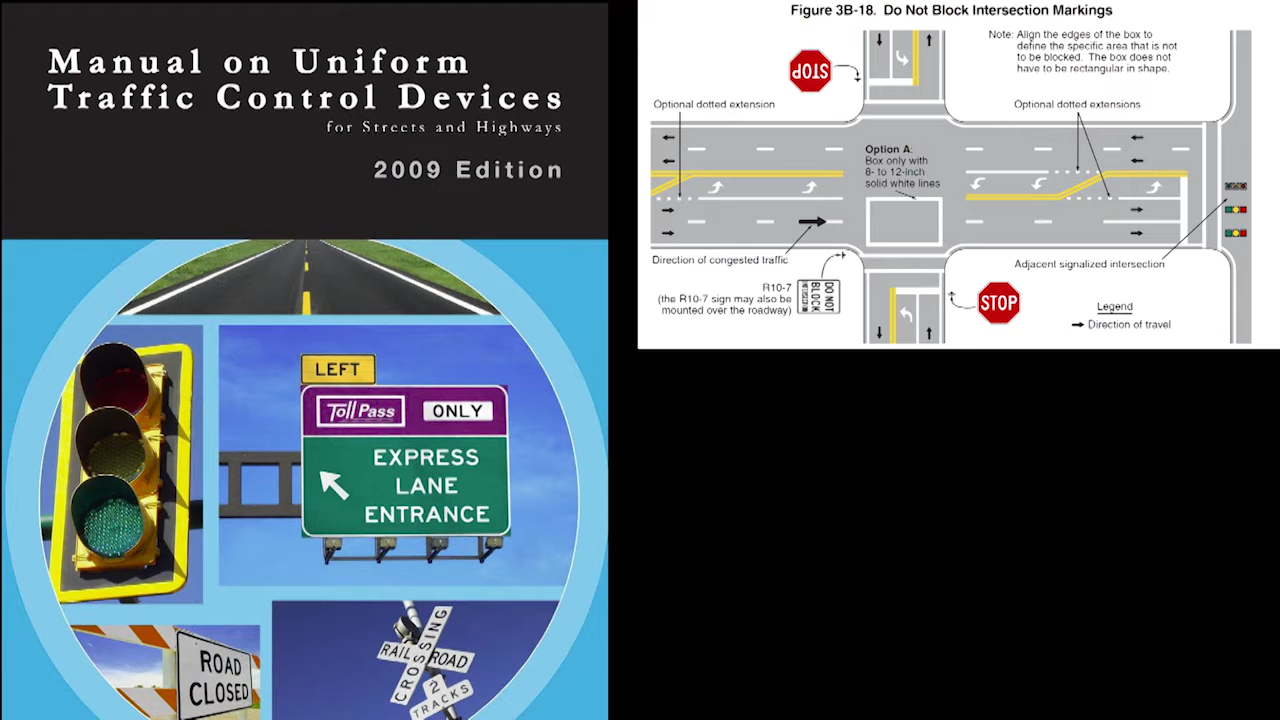 Manual on Uniform
Traffic Control Devices
for Streets and Highways
2009 Edition
LEFT
Toll Pass ONLY
EXPRESS
LANE
ENTRANCE
ROAD
CLOSED
RAIL ROAD
CROSSING
2
TRACKS
Figure 3B-18. Do Not Block Intersection Markings
Note: Align the edges of the box to
define the specific area that is not
to be blocked. The box does not
have to be rectangular in shape.
STOP
Optional dotted extension
Optional dotted extensions
Option A:
Box only with
8- to 12-inch
solid white lines
Direction of congested traffic
Adjacent signalized intersection
R10-7
(the R10-7 sign may also be
mounted over the roadway)
DO NOT
BLOCK
INTERSECTION
STOP
Legend
Direction of travel